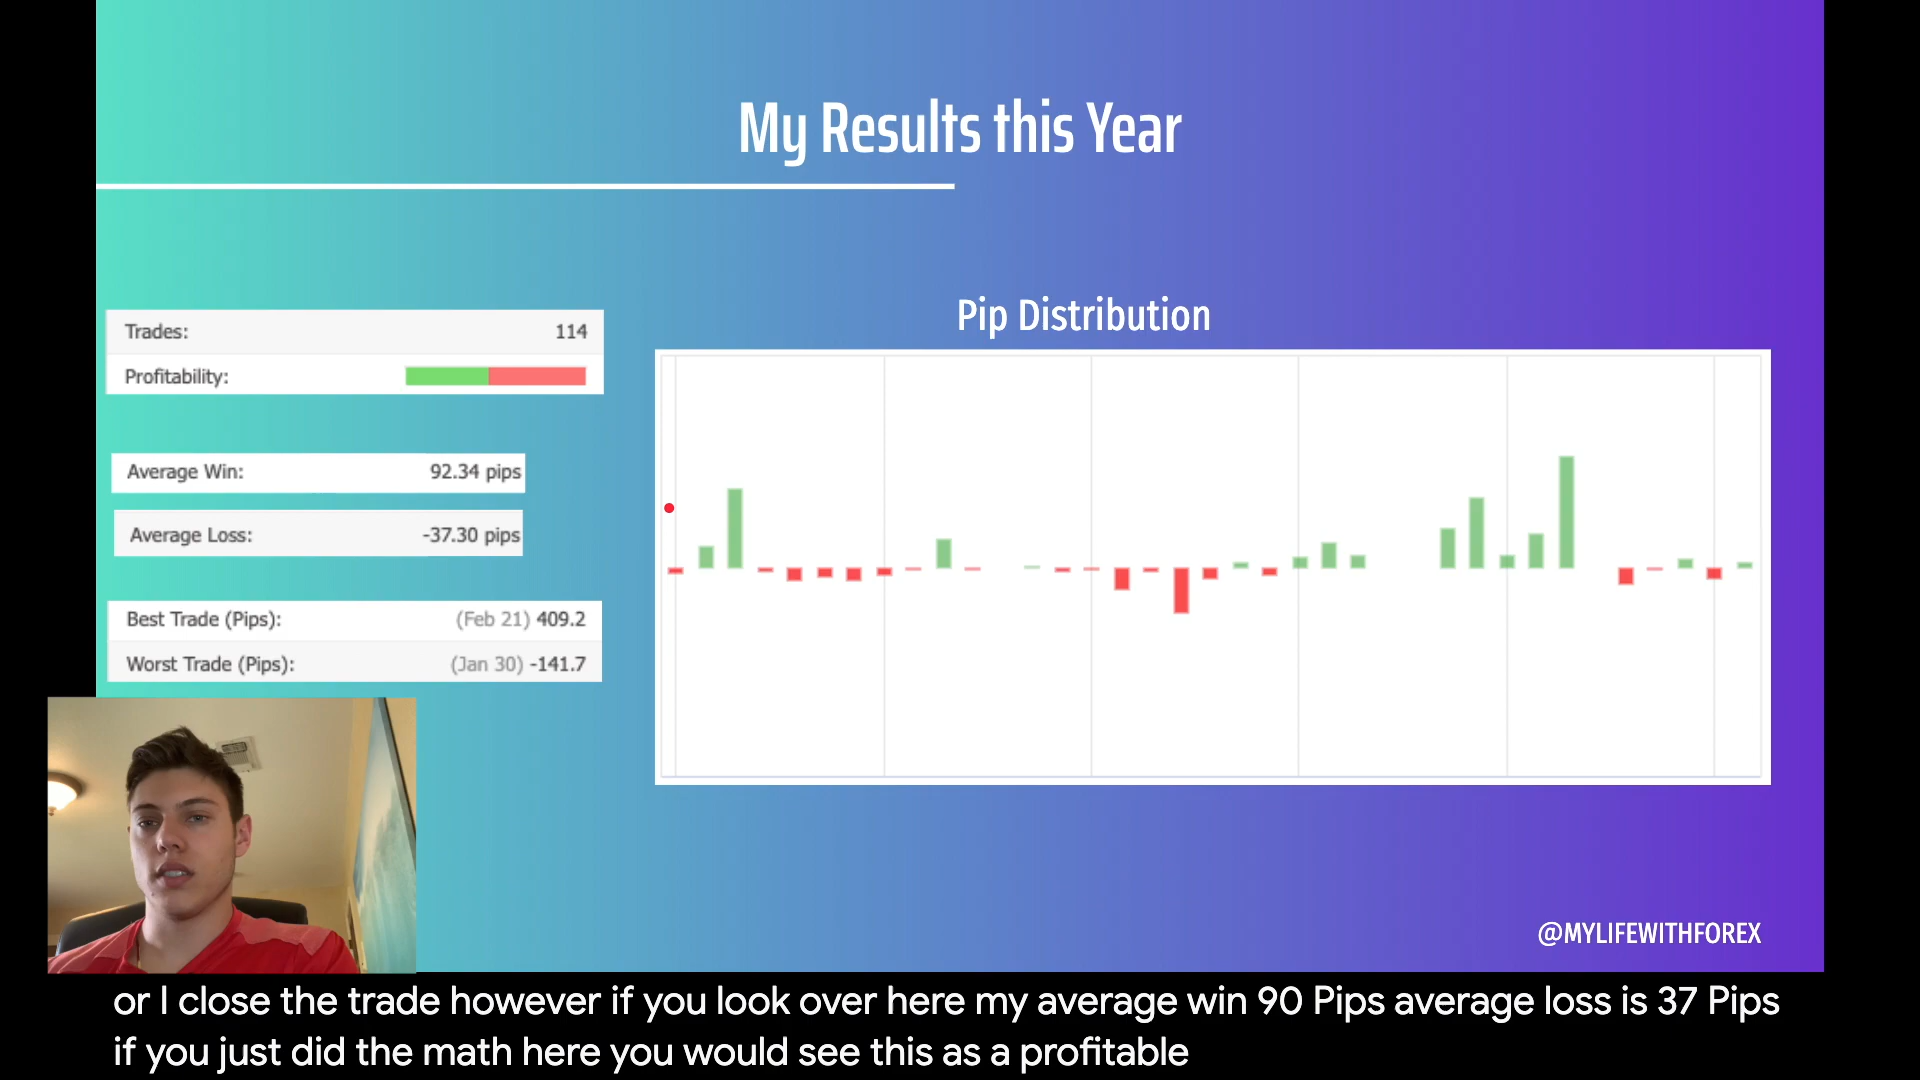 My Results this Year
Trades: 114
Profitability:
Average Win: 92.34 pips
Average Loss: -37.30 pips
Best Trade (Pips): (Feb 21) 409.2
Worst Trade (Pips): (Jan 30) -141.7
Pip Distribution
@MYLIFEWITHFOREX
or I close the trade however if you look over here my average win 90 Pips average loss is 37 Pips
if you just did the math here you would see this as a profitable